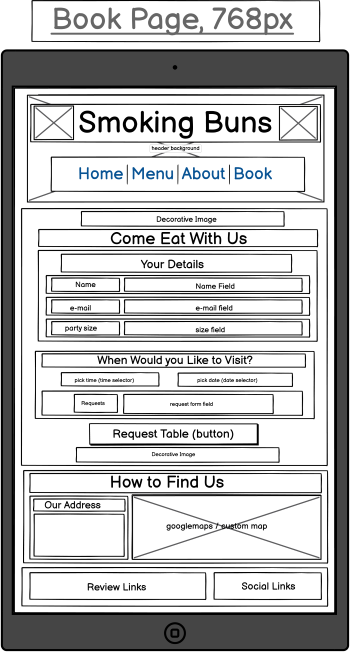 Book Page, 768px
Smoking Buns
header background
Home Menu About Book
Decorative Image
Come Eat With Us
Your Details
Name Name Field
e-mail e-mail field
party size size field
When Would you Like to Visit?
pick time (time selector) pick date (date selector)
Requests request form field
Request Table (button)
Decorative Image
How to Find Us
Our Address
googlemaps / custom map
Review Links Social Links